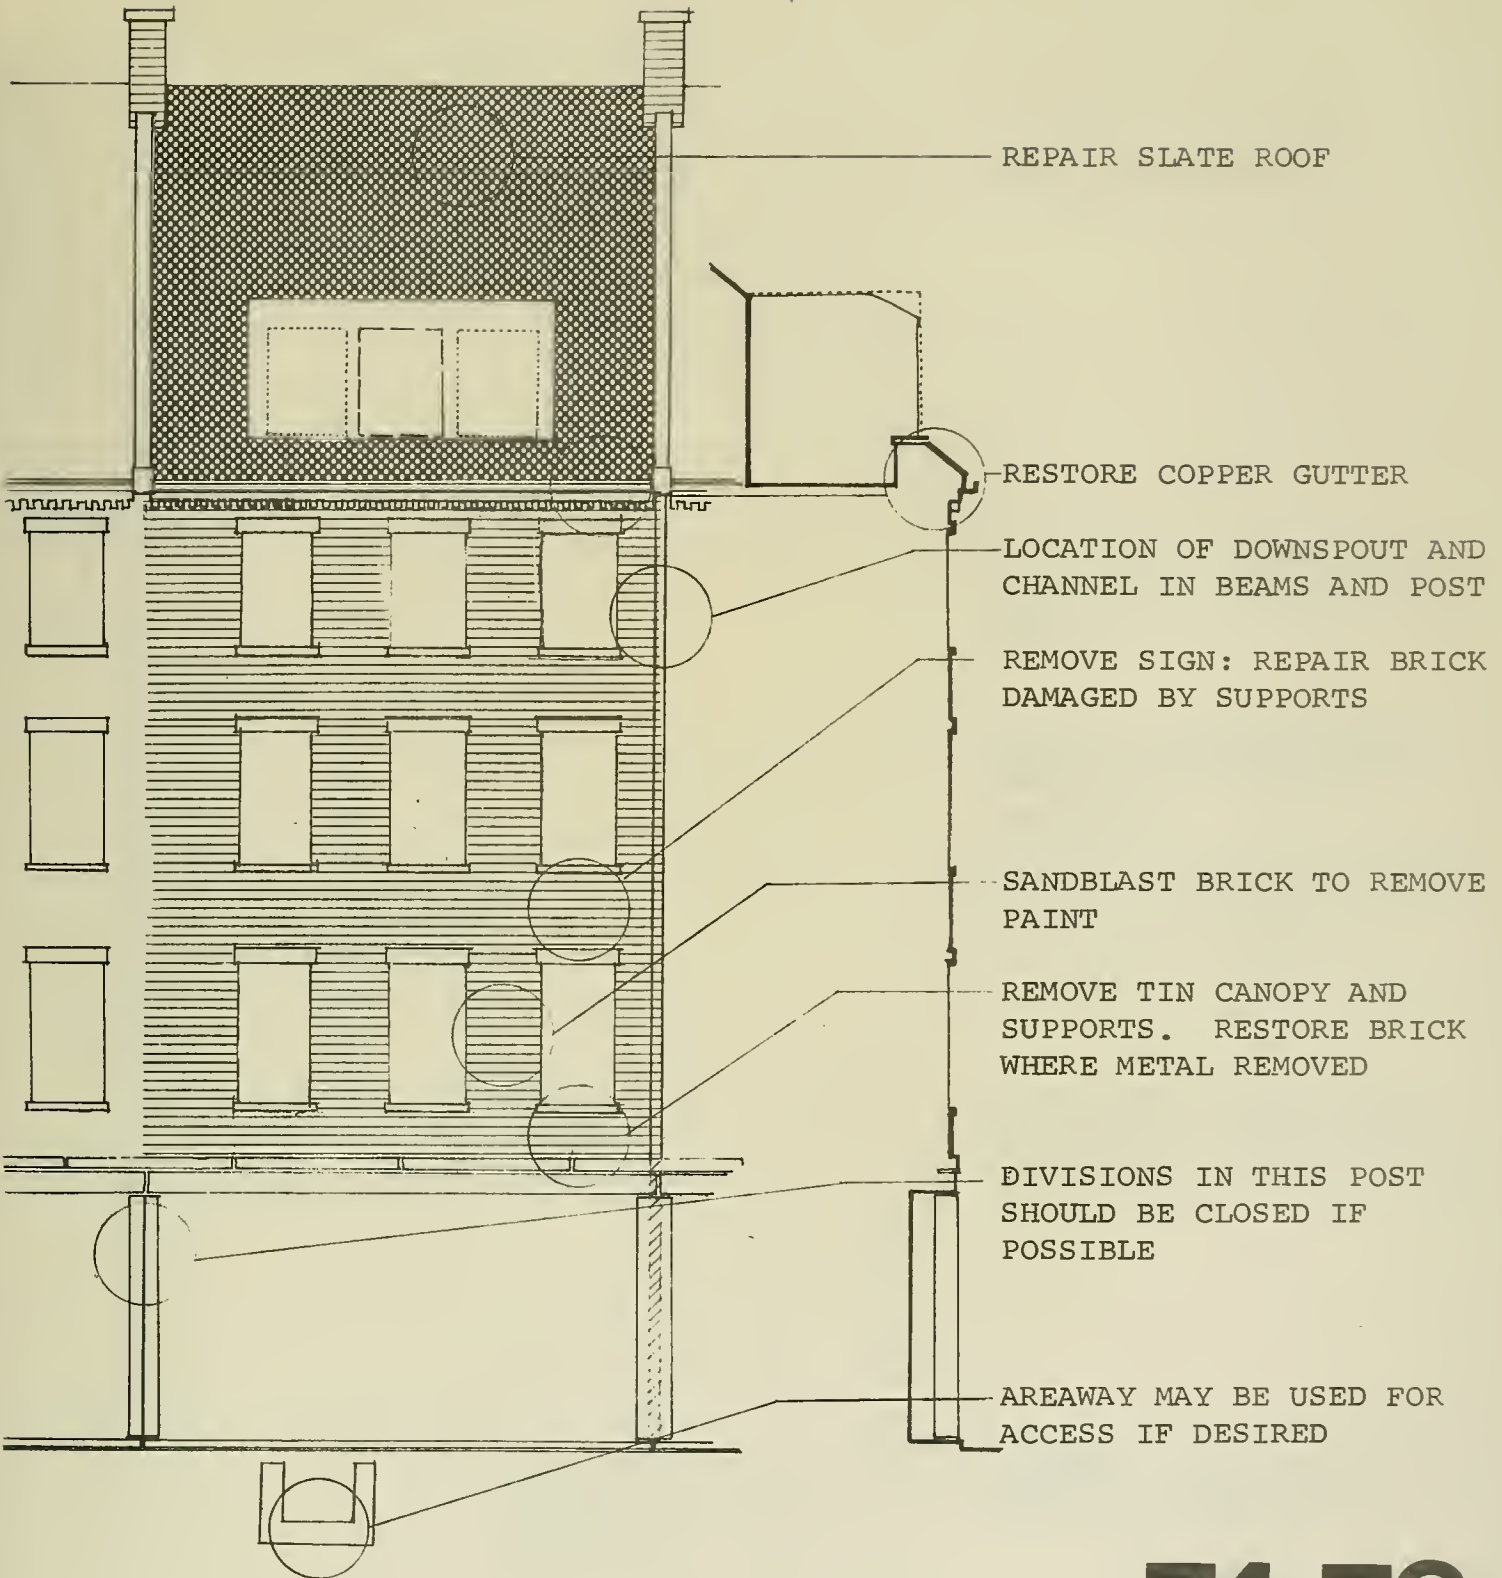 REPAIR SLATE ROOF
RESTORE COPPER GUTTER
LOCATION OF DOWNSPOUT AND
CHANNEL IN BEAMS AND POST
REMOVE SIGN: REPAIR BRICK
DAMAGED BY SUPPORTS
SANDBLAST BRICK TO REMOVE
PAINT
REMOVE TIN CANOPY AND
SUPPORTS. RESTORE BRICK
WHERE METAL REMOVED
DIVISIONS IN THIS POST
SHOULD BE CLOSED IF
POSSIBLE
AREAWAY MAY BE USED FOR
ACCESS IF DESIRED